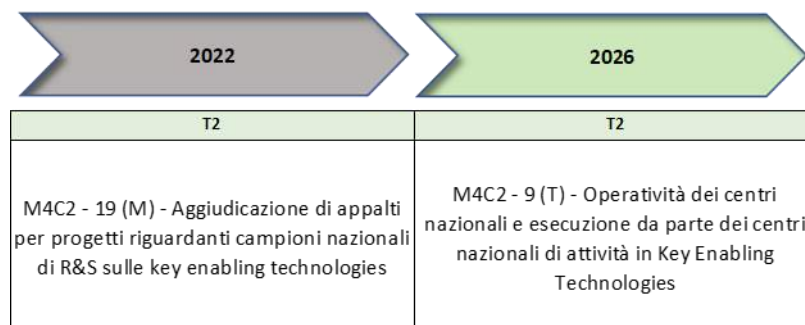 2022
2026
T2
T2
M4C2 - 19 (M) - Aggiudicazione di appalti
per progetti riguardanti campioni nazionali
di R&S sulle key enabling technologies
M4C2 - 9 (T) - Operatività dei centri
nazionali e esecuzione da parte dei centri
nazionali di attività in Key Enabling
Technologies